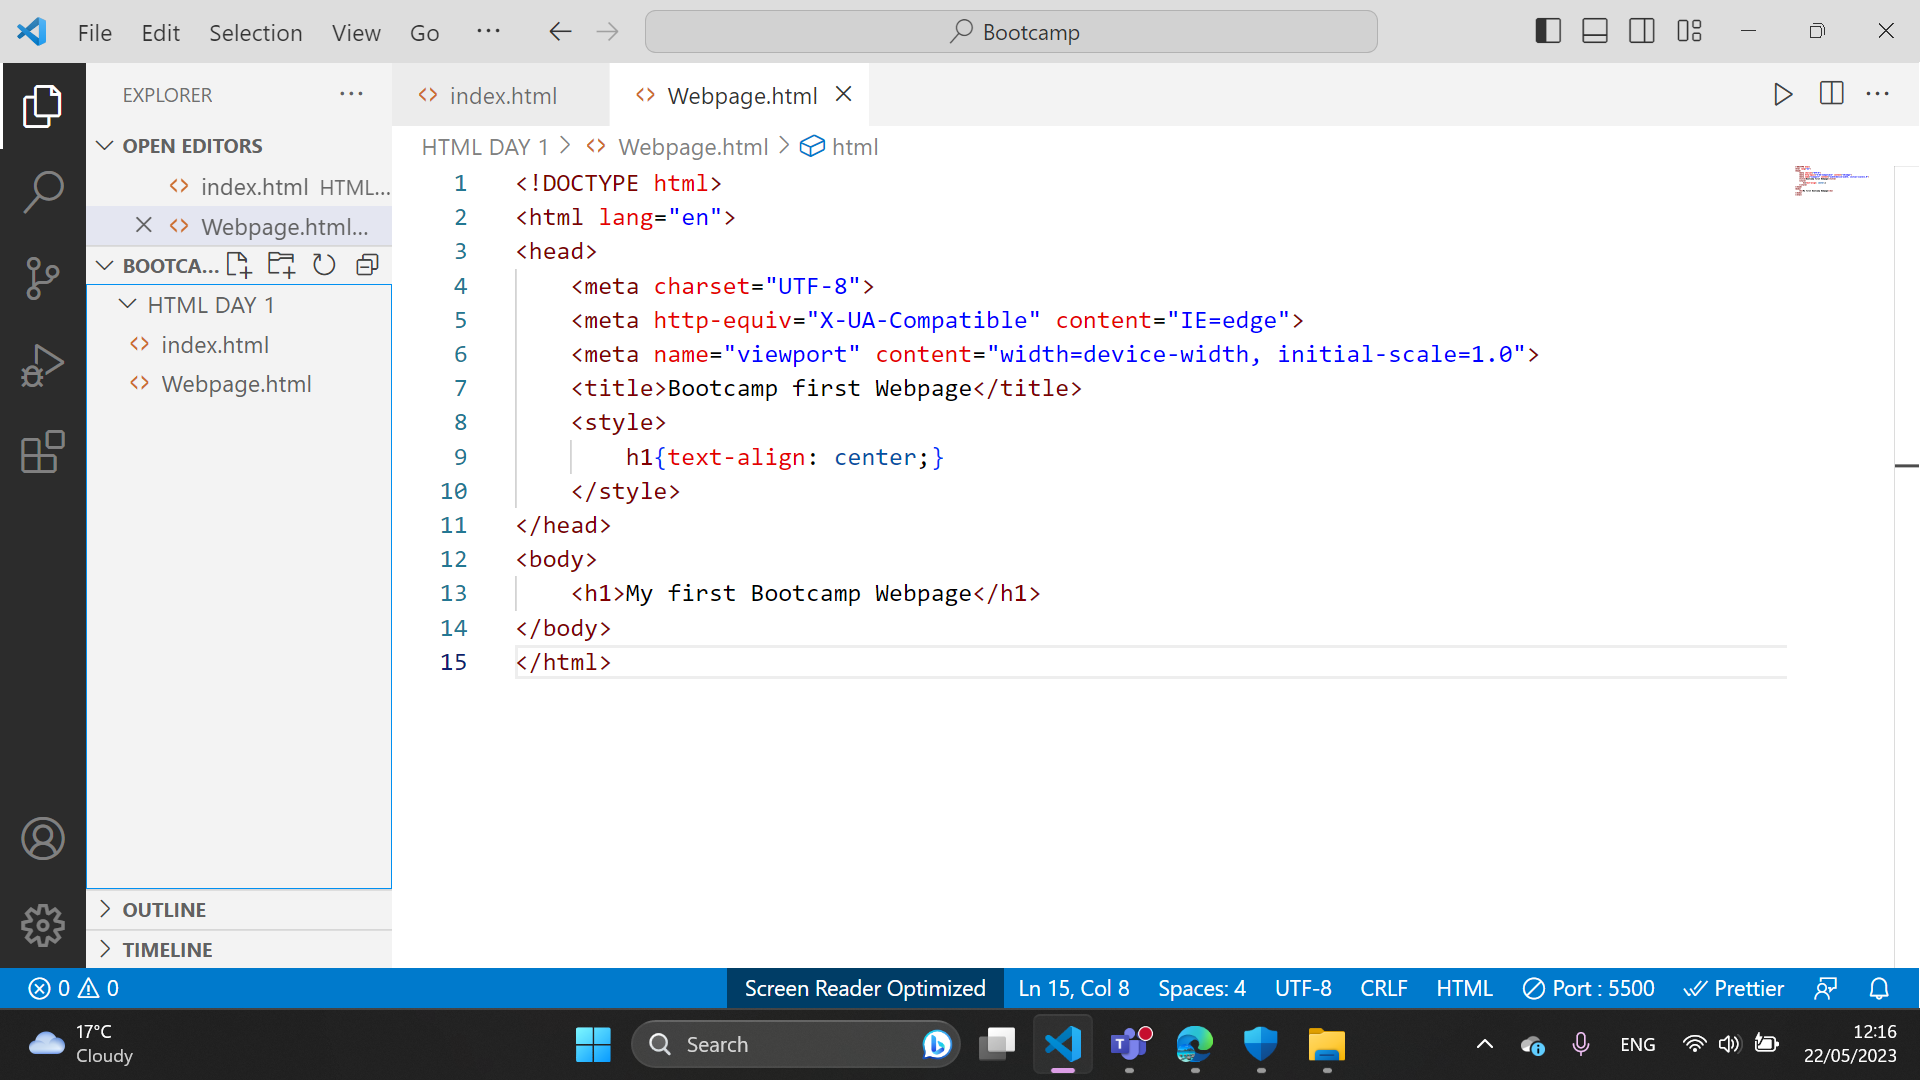 File Edit Selection View Go ··· Bootcamp
EXPLORER ···
OPEN EDITORS
index.html HTML...
Webpage.html...
BOOTCA...
HTML DAY 1
index.html
Webpage.html
OUTLINE
TIMELINE
index.html Webpage.html
HTML DAY 1 > Webpage.html > html
1 <!DOCTYPE html>
2 <html lang="en">
3 <head>
4 <meta charset="UTF-8">
5 <meta http-equiv="X-UA-Compatible" content="IE=edge">
6 <meta name="viewport" content="width=device-width, initial-scale=1.0">
7 <title>Bootcamp first Webpage</title>
8 <style>
9 h1{text-align: center;}
10 </style>
11 </head>
12 <body>
13 <h1>My first Bootcamp Webpage</h1>
14 </body>
15 </html>
0 0 Screen Reader Optimized Ln 15, Col 8 Spaces: 4 UTF-8 CRLF HTML Port : 5500 Prettier
17°C
Cloudy
Search
ENG
12:16
22/05/2023